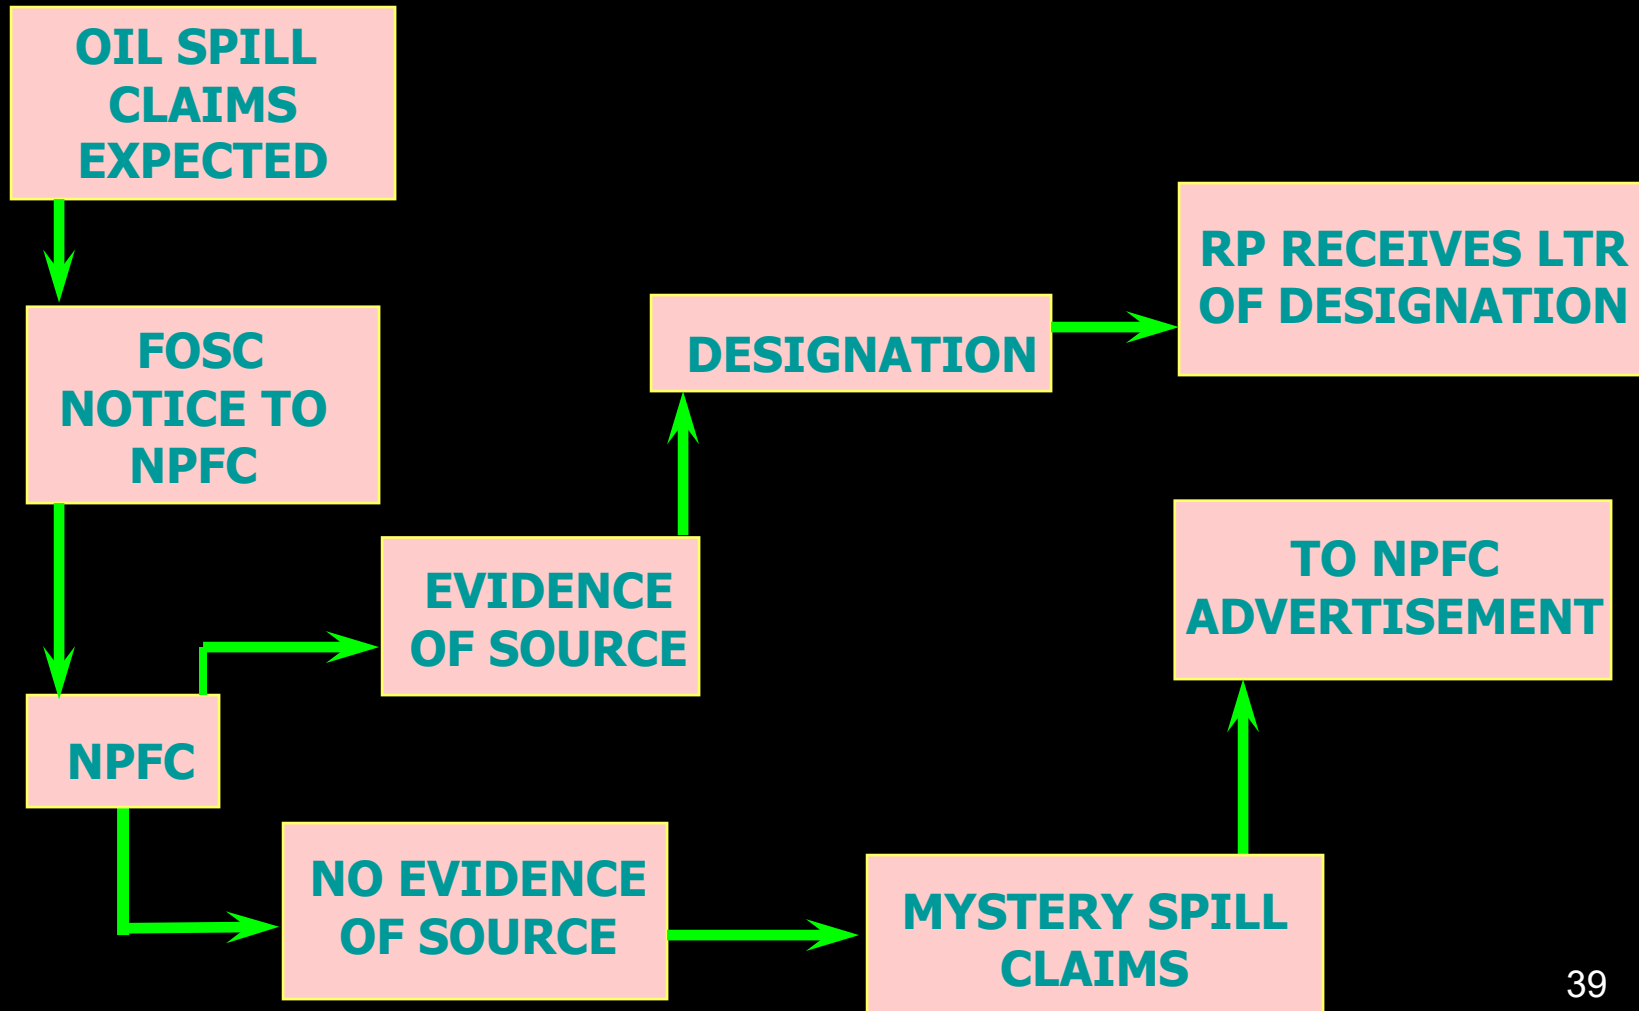 OIL SPILL
CLAIMS
EXPECTED
FOSC
NOTICE TO
NPFC
NPFC
EVIDENCE
OF SOURCE
DESIGNATION
RP RECEIVES LTR
OF DESIGNATION
NO EVIDENCE
OF SOURCE
MYSTERY SPILL
CLAIMS
TO NPFC
ADVERTISEMENT
39